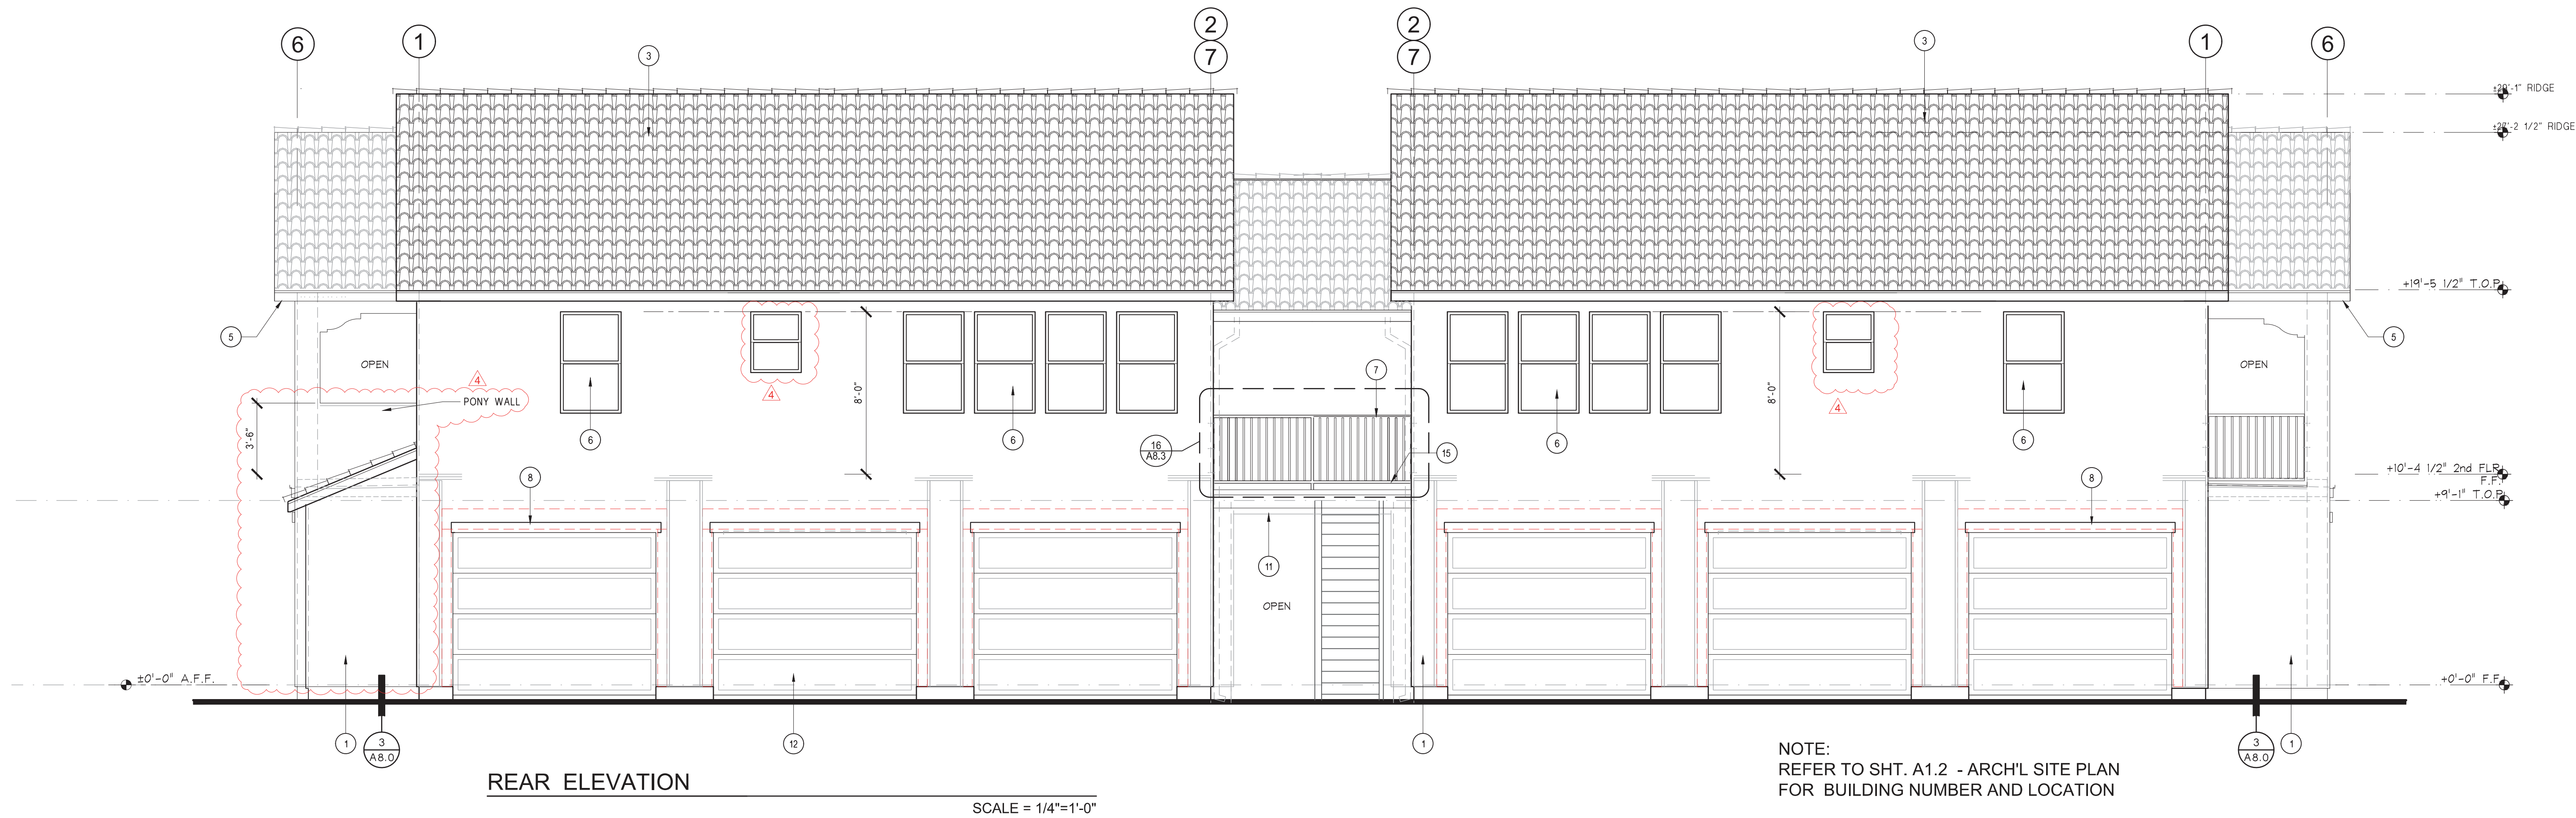 6
1
3
2
7
2
7
3
1
6
-1" RIDGE
-2 1/2" RIDGE
+19'-5 1/2" T.O.P.
5
OPEN
4
PONY WALL
3'-6"
6
4
8'-0"
6
7
16
A8.3
15
6
8'-0"
4
6
OPEN
5
+10'-4 1/2" 2nd FLR.
F.F.
+9'-1" T.O.P.
8
8
11
OPEN
±0'-0" A.F.F.
+0'-0" F.F.
1
3
A8.0
12
1
3
A8.0
1
REAR ELEVATION
SCALE = 1/4"=1'-0"
NOTE:
REFER TO SHT. A1.2 - ARCH'L SITE PLAN
FOR BUILDING NUMBER AND LOCATION